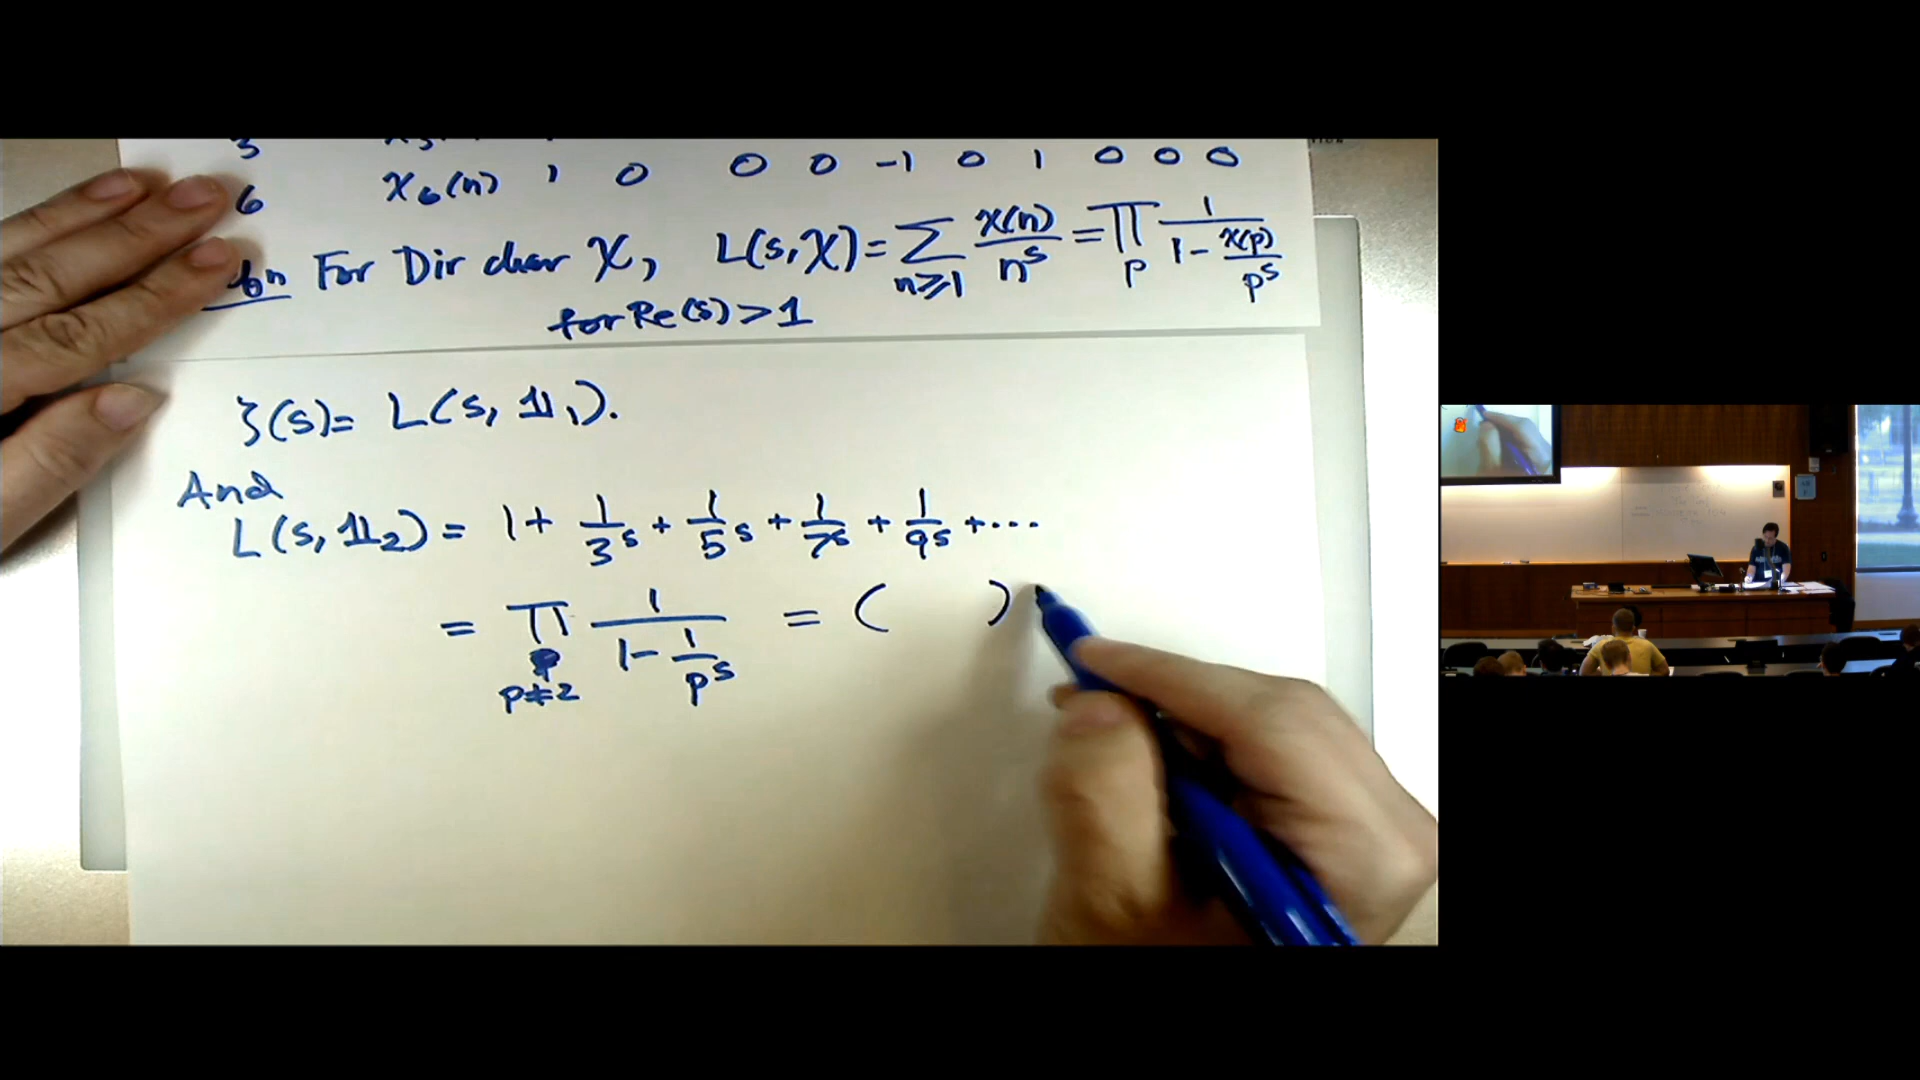 6 χ₆(n) 1 0 0 0 -1 0 1 0 0 0
For Dir char χ, L(s,χ)= ∑_{n≥1} χ(n)/n^s = ∏_p 1/(1 - χ(p)/p^s)
for Re(s)>1
ζ(s)= L(s, 𝟙₁).
And
L(s, 𝟙₂) = 1 + 1/3^s + 1/5^s + 1/7^s + 1/9^s + ···
= ∏_{p, p≠2} 1/(1 - 1/p^s) = ( )